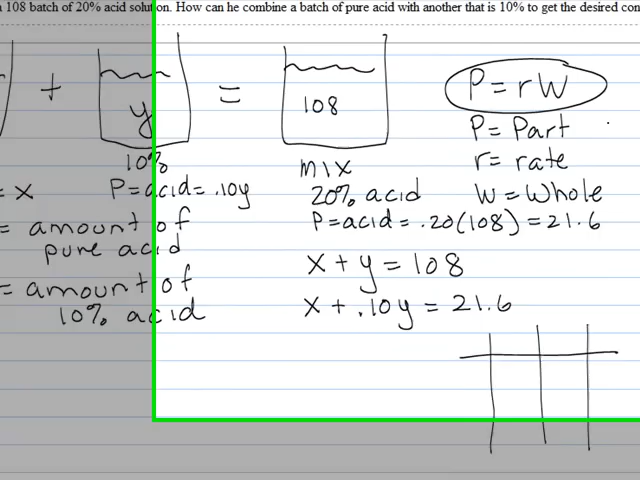 108 batch of 20% acid solution. How can he combine a batch of pure acid with another that is 10% to get the desired con
+ y = 108
P = rW
P = Part
r = rate
W = Whole
10%
mix
20% acid
= x P = acid = .10y
P = acid = .20(108) = 21.6
= amount of
pure acid
= amount of
10% acid
x + y = 108
x + .10y = 21.6